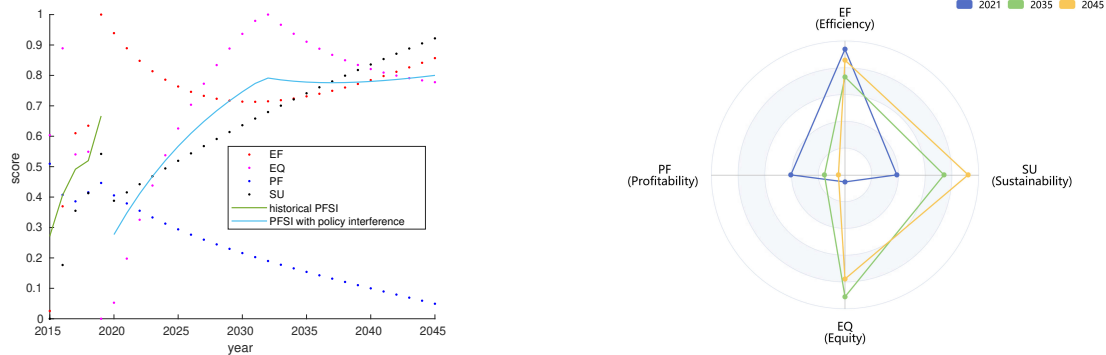 1
0.9
0.8
0.7
0.6
0.5
0.4
0.3
0.2
0.1
0
score
2015
2020
2025
2030
2035
2040
2045
year
EF
EQ
PF
SU
historical PFSI
PFSI with policy interference
2021
2035
2045
EF
(Efficiency)
PF
(Profitability)
SU
(Sustainability)
EQ
(Equity)